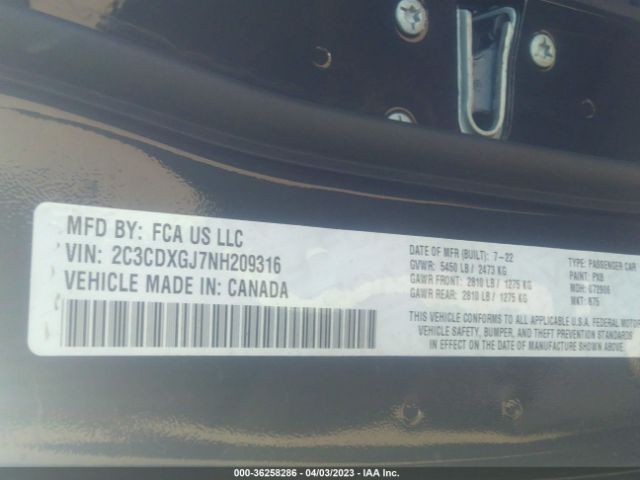 MFD BY: FCA US LLC
VIN: 2C3CDXGJ7NH209316
VEHICLE MADE IN: CANADA
DATE OF MFR (BUILT): 7-22
GVWR: 5450 LB / 2473 KG
GAWR FRONT: 2810 LB / 1275 KG
GAWR REAR: 2810 LB / 1275 KG
TYPE: PASSENGER CAR
PAINT: PX8
MDH: 072906
MKT: 675
THIS VEHICLE CONFORMS TO ALL APPLICABLE U.S.A. FEDERAL MOTOR
VEHICLE SAFETY, BUMPER, AND THEFT PREVENTION STANDARDS
IN EFFECT ON THE DATE OF MANUFACTURE SHOWN ABOVE.
000-36258286 - 04/03/2023 - IAA Inc.